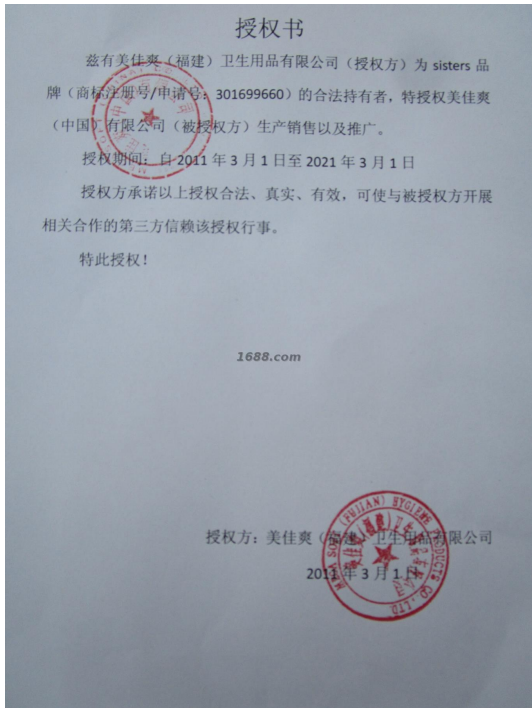 授权书
兹有美佳爽（福建）卫生用品有限公司（授权方）为 sisters 品
牌（商标注册号/申请号：301699660）的合法持有者，特授权美佳爽
（中国）有限公司（被授权方）生产销售以及推广。
授权期间：自 2011 年 3 月 1 日至 2021 年 3 月 1 日
授权方承诺以上授权合法、真实、有效，可使与被授权方开展
相关合作的第三方信赖该授权行事。
特此授权！
1688.com
授权方：美佳爽（福建）卫生用品有限公司
2011 年 3 月 1 日
(FUJIAN) HYGIENE PRODUCTS CO.,LTD